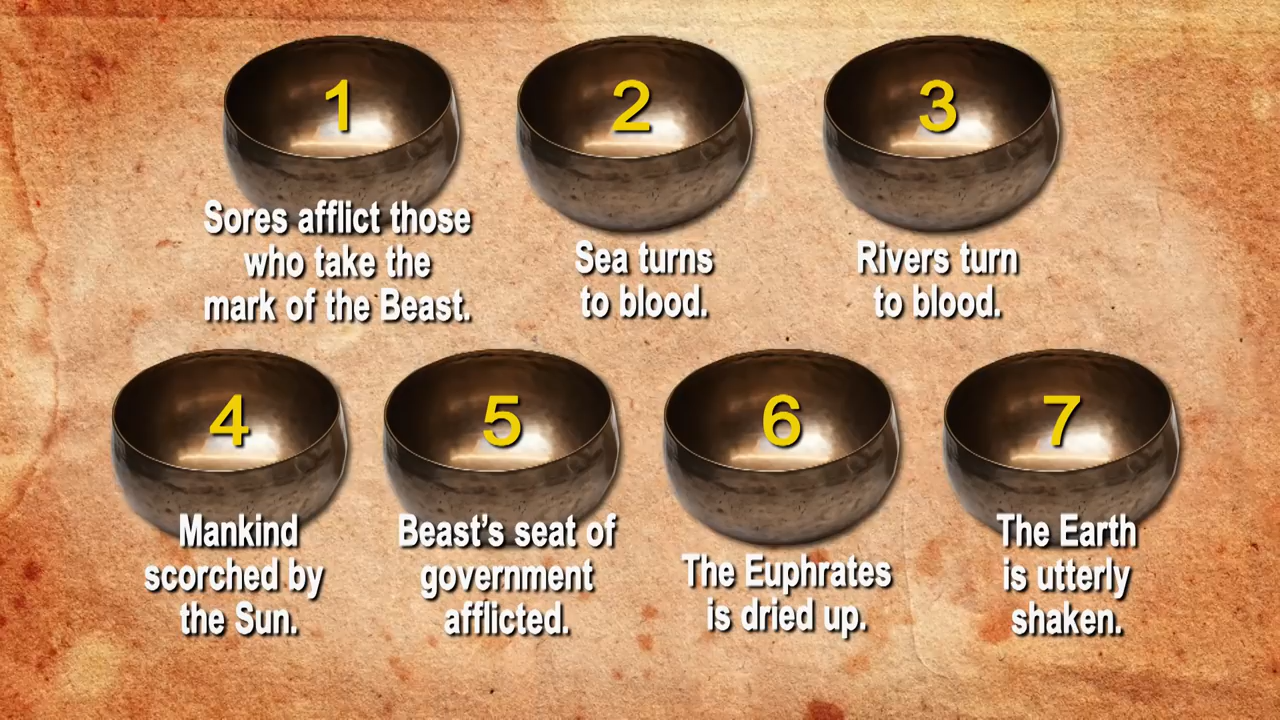 1
Sores afflict those
who take the
mark of the Beast.
2
Sea turns
to blood.
3
Rivers turn
to blood.
4
Mankind
scorched by
the Sun.
5
Beast's seat of
government
afflicted.
6
The Euphrates
is dried up.
7
The Earth
is utterly
shaken.